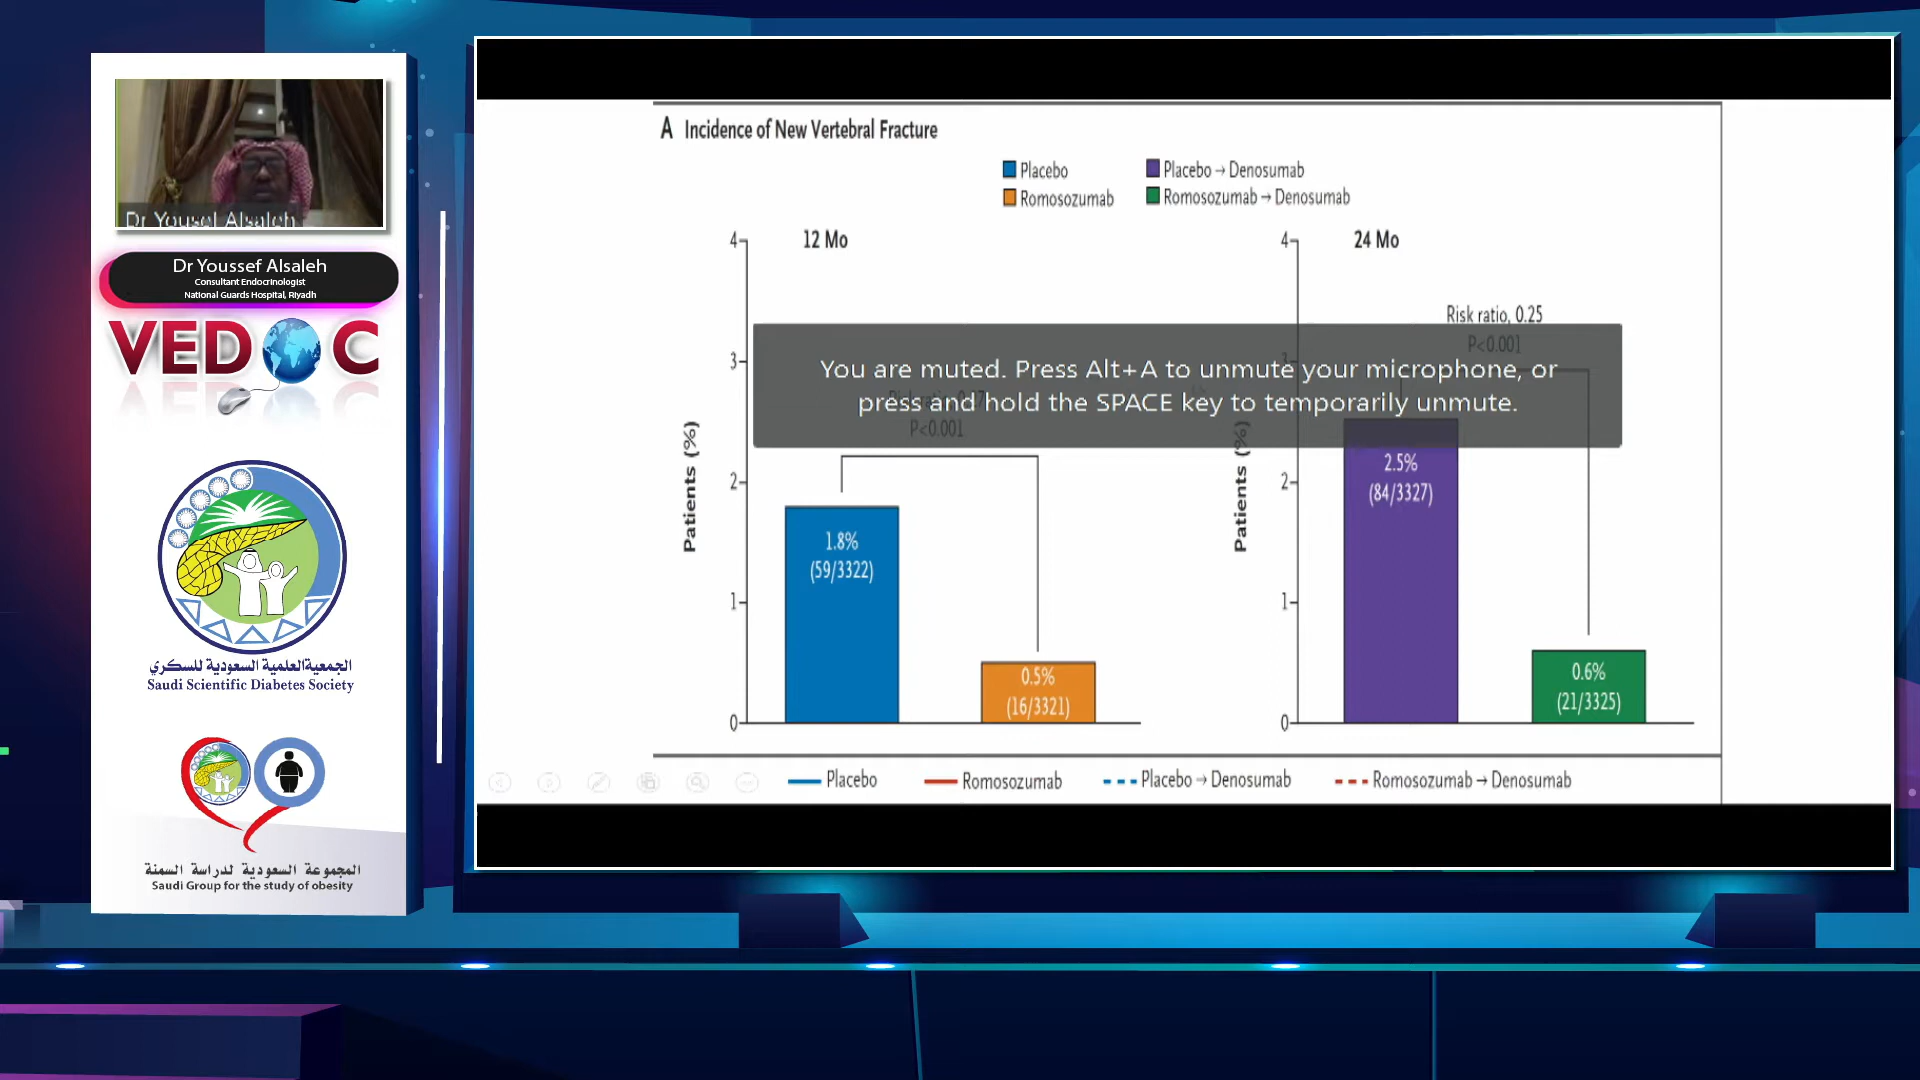 Dr Yousef Alsaleh
Dr Youssef Alsaleh
Consultant Endocrinologist
National Guards Hospital, Riyadh
VEDOC
الجمعية العلمية السعودية للسكري
Saudi Scientific Diabetes Society
المجموعة السعودية لدراسة السمنة
Saudi Group for the study of obesity
A Incidence of New Vertebral Fracture
Placebo
Romosozumab
Placebo → Denosumab
Romosozumab → Denosumab
12 Mo
4
3
2
1
0
Patients (%)
P<0.001
1.8%
(59/3322)
0.5%
(16/3321)
24 Mo
4
3
2
1
0
Patients (%)
Risk ratio, 0.25
P<0.001
2.5%
(84/3327)
0.6%
(21/3325)
You are muted. Press Alt+A to unmute your microphone, or
press and hold the SPACE key to temporarily unmute.
Placebo Romosozumab Placebo → Denosumab Romosozumab → Denosumab